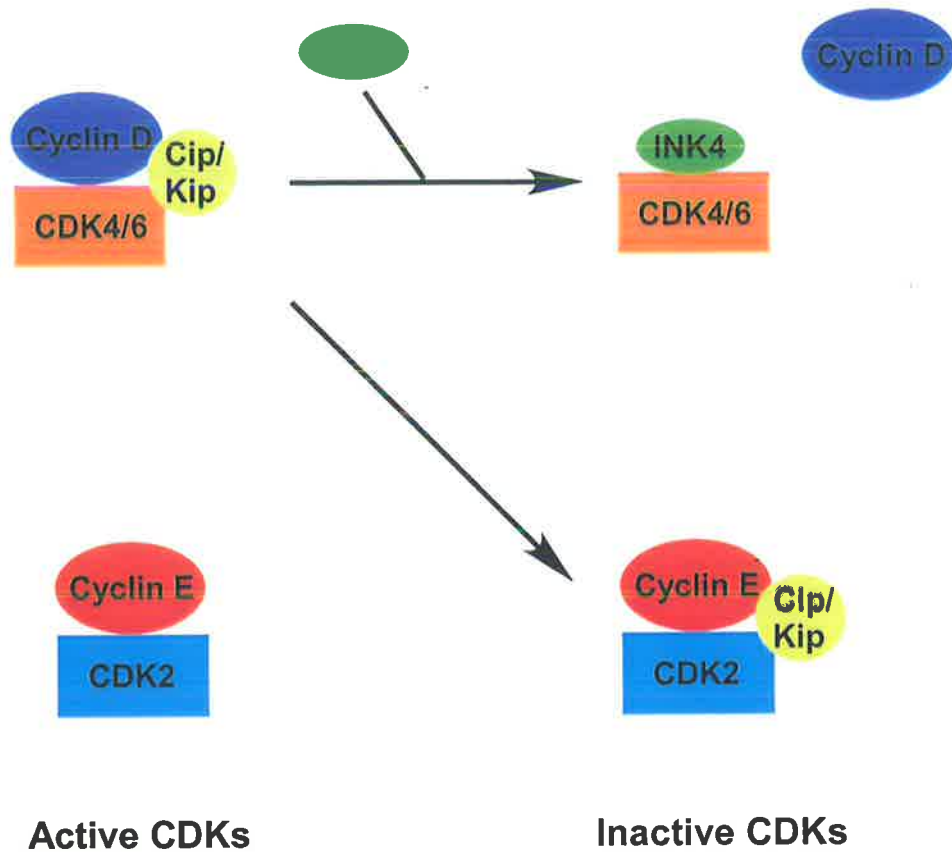 Cyclin D
Cyclin D
Cip/
Kip
INK4
CDK4/6
CDK4/6
Cyclin E
Cyclin E
Cip/
Kip
CDK2
CDK2
Active CDKs
Inactive CDKs